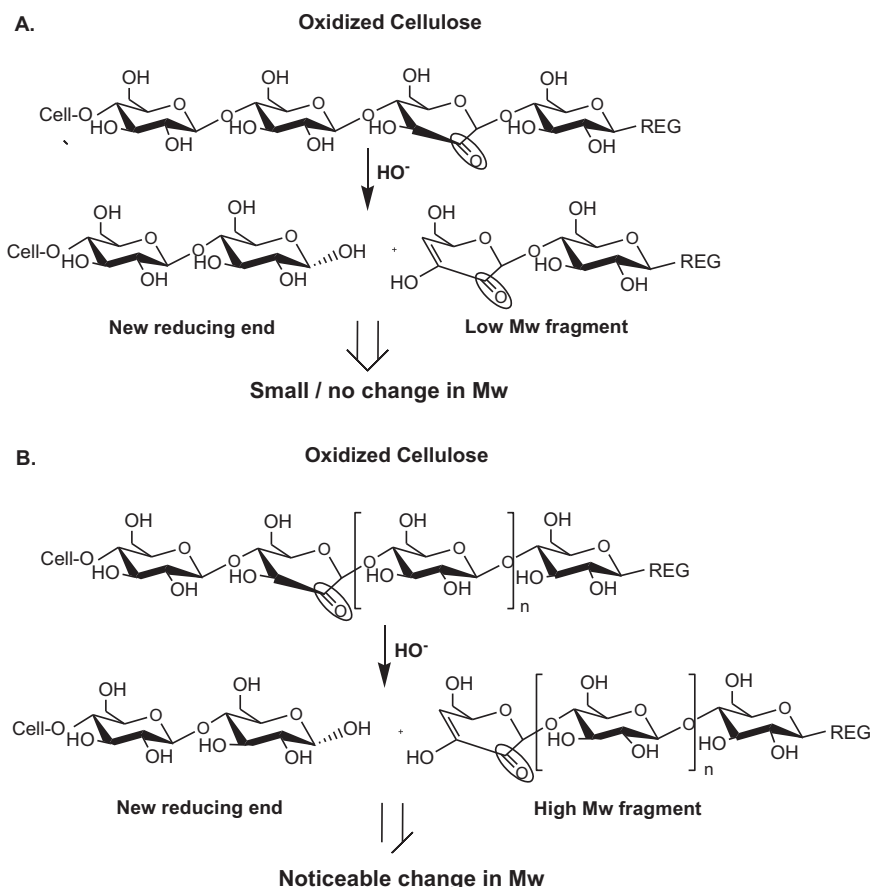 A.
Oxidized Cellulose
OH OH OH OH
O O O O
Cell-O O O O
HO HO HO HO REG
OH OH OH
O
HO-
OH OH OH OH
O O O O
Cell-O O OH + O
HO HO HO REG
OH OH HO OH
O
New reducing end
Low Mw fragment
Small / no change in Mw
B.
Oxidized Cellulose
OH OH OH OH
O O O O
Cell-O O O O
HO HO HO HO REG
OH OH OH
O n
HO-
OH OH OH OH OH
O O O O O
Cell-O O OH + O O
HO HO HO HO REG
OH OH HO OH OH
O n
New reducing end
High Mw fragment
Noticeable change in Mw